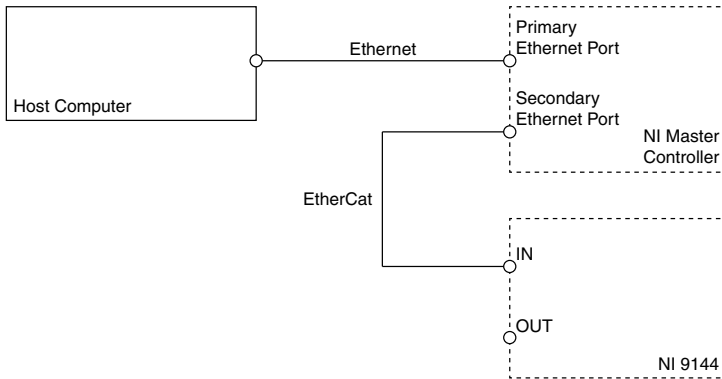 Primary
Ethernet Port
Ethernet
Host Computer
Secondary
Ethernet Port
NI Master
Controller
EtherCat
IN
OUT
NI 9144